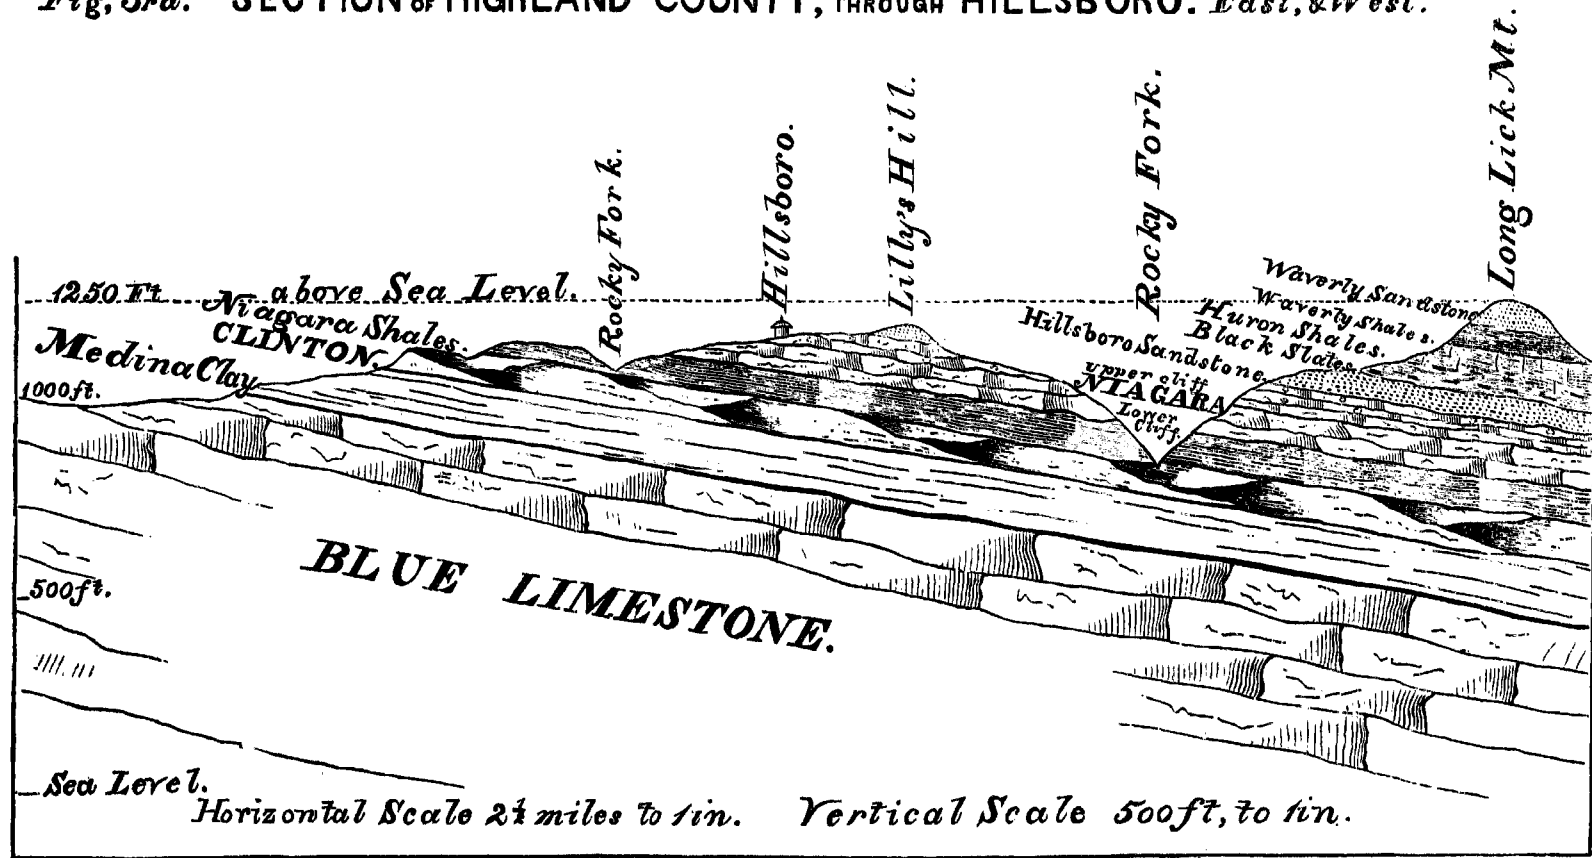 Fig, 3rd. SECTION OF HIGHLAND COUNTY, THROUGH HILLSBORO. East, & West.
Rocky Fork.
Hillsboro.
Lilly's Hill.
Rocky Fork.
Long Lick Mt.
1250 Ft above Sea Level.
Niagara Shales.
CLINTON.
Medina Clay
1000ft.
Waverly Sandstone
Waverly Shales.
Huron Shales.
Black Slates.
Hillsboro Sandstone.
upper cliff
NIAGARA
Lower
Cliff.
BLUE LIMESTONE.
500ft.
Sea Level.
Horizontal Scale 2½ miles to 1in. Vertical Scale 500ft, to 1in.